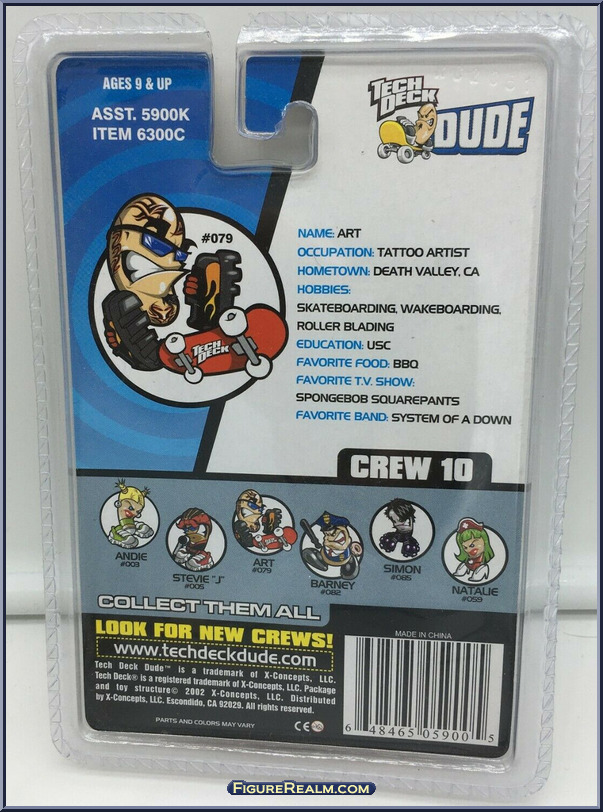 AGES 9 & UP
ASST. 5900K
ITEM 6300C
TECH
DECK
DUDE
#079
TECH
DECK
NAME: ART
OCCUPATION: TATTOO ARTIST
HOMETOWN: DEATH VALLEY, CA
HOBBIES:
SKATEBOARDING, WAKEBOARDING,
ROLLER BLADING
EDUCATION: USC
FAVORITE FOOD: BBQ
FAVORITE T.V. SHOW:
SPONGEBOB SQUAREPANTS
FAVORITE BAND: SYSTEM OF A DOWN
CREW 10
ANDIE
#003
STEVIE "J"
#005
ART
#079
BARNEY
#082
SIMON
#085
NATALIE
#059
COLLECT THEM ALL
LOOK FOR NEW CREWS!
www.techdeckdude.com
Tech Deck Dude™ is a trademark of X-Concepts, LLC.
Tech Deck® is a registered trademark of X-Concepts, LLC. Package
and toy structure© 2002 X-Concepts, LLC. Distributed
by X-Concepts, LLC. Escondido, CA 92029. All rights reserved.
PARTS AND COLORS MAY VARY
CE
MADE IN CHINA
6 48465 05900 5
FIGUREREALM.COM